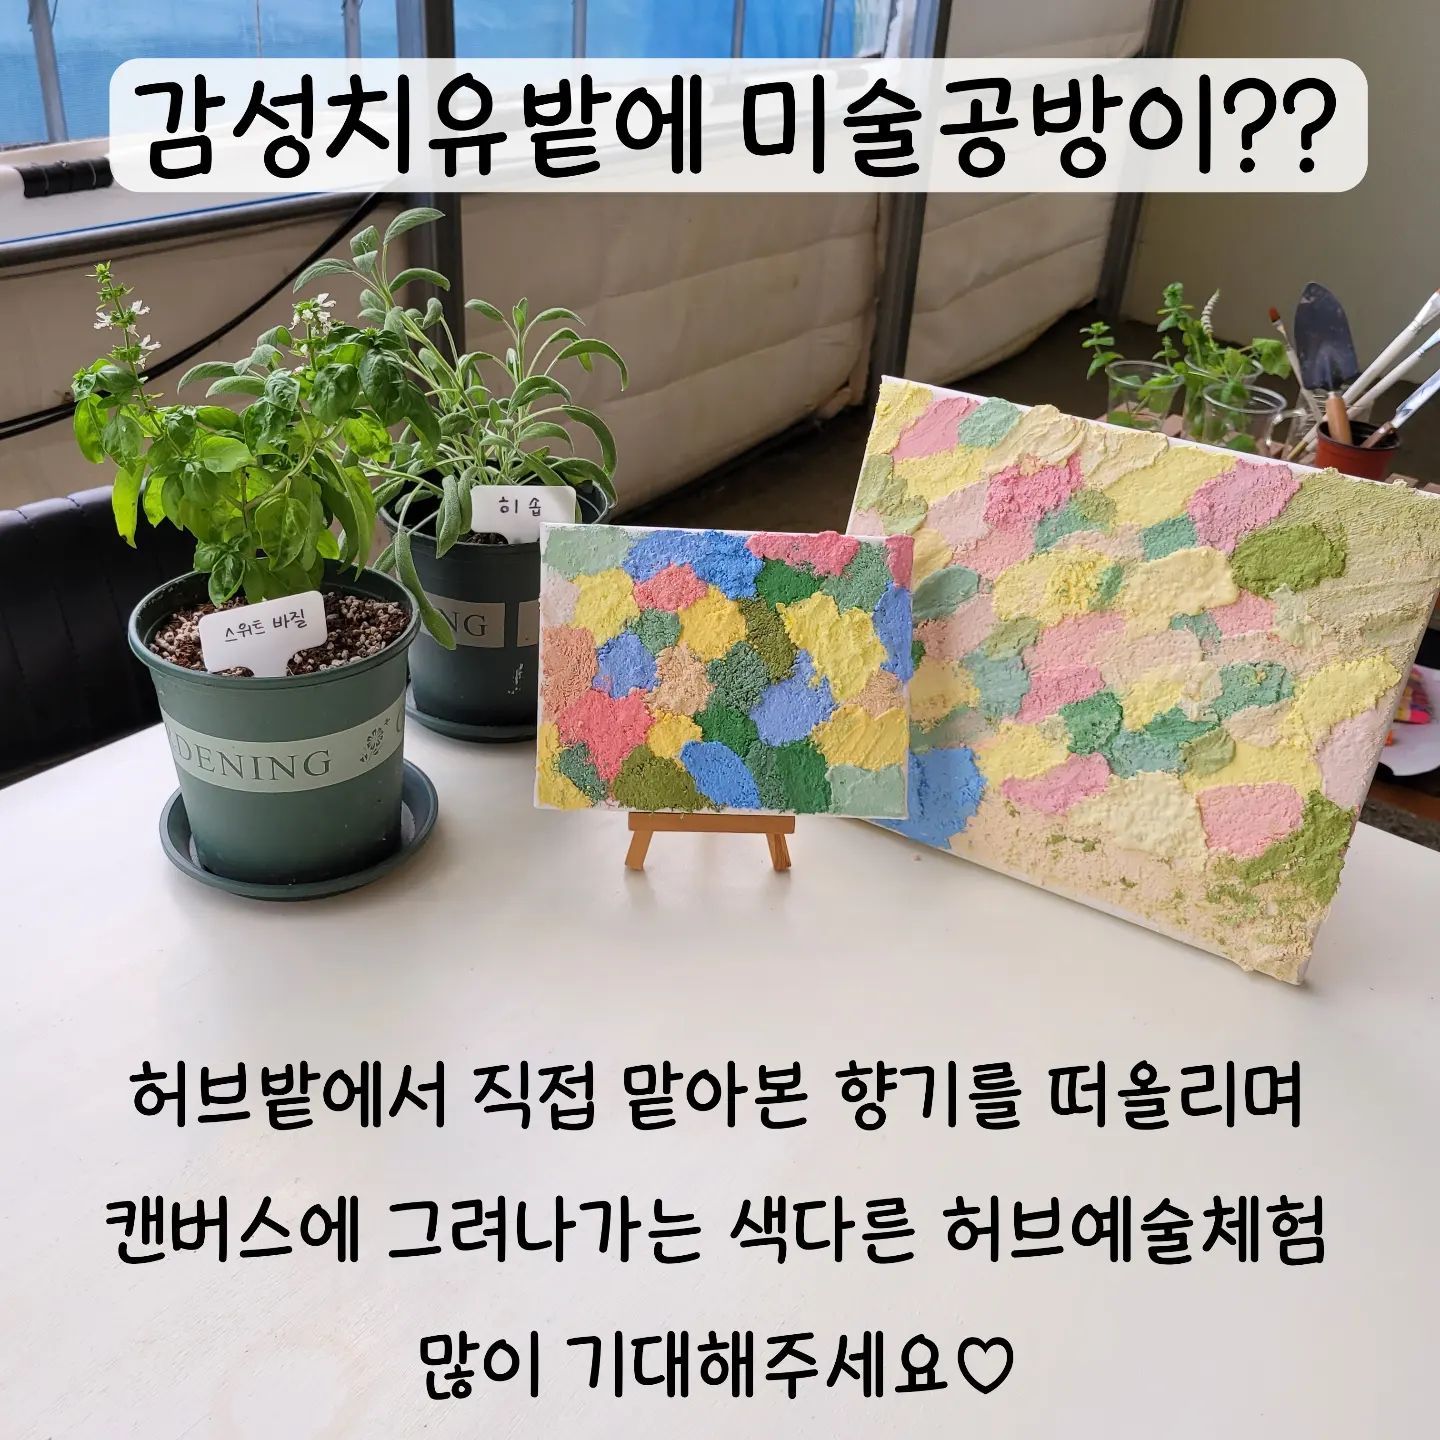 감성치유밭에 미술공방이??
히 솝
스위트 바질
NG
DENING
허브밭에서 직접 맡아본 향기를 떠올리며
캔버스에 그려나가는 색다른 허브예술체험
많이 기대해주세요♡